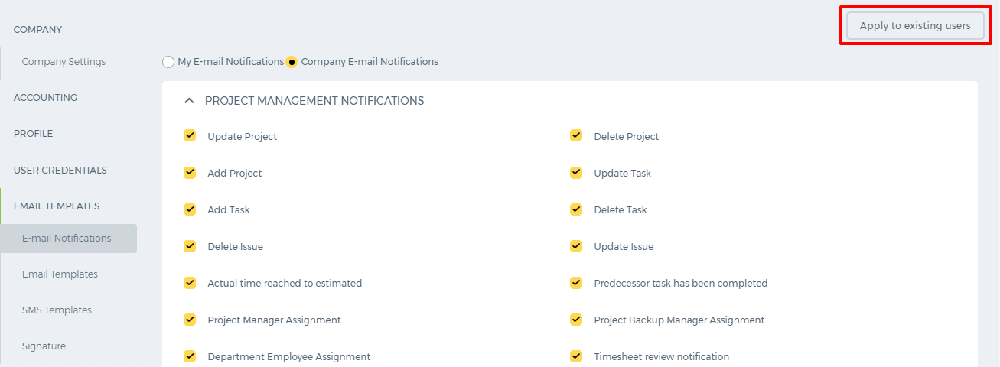 Apply to existing users
COMPANY
Company Settings
ACCOUNTING
PROFILE
USER CREDENTIALS
EMAIL TEMPLATES
E-mail Notifications
Email Templates
SMS Templates
Signature
My E-mail Notifications Company E-mail Notifications
PROJECT MANAGEMENT NOTIFICATIONS
Update Project Delete Project
Add Project Update Task
Add Task Delete Task
Delete Issue Update Issue
Actual time reached to estimated Predecessor task has been completed
Project Manager Assignment Project Backup Manager Assignment
Department Employee Assignment Timesheet review notification